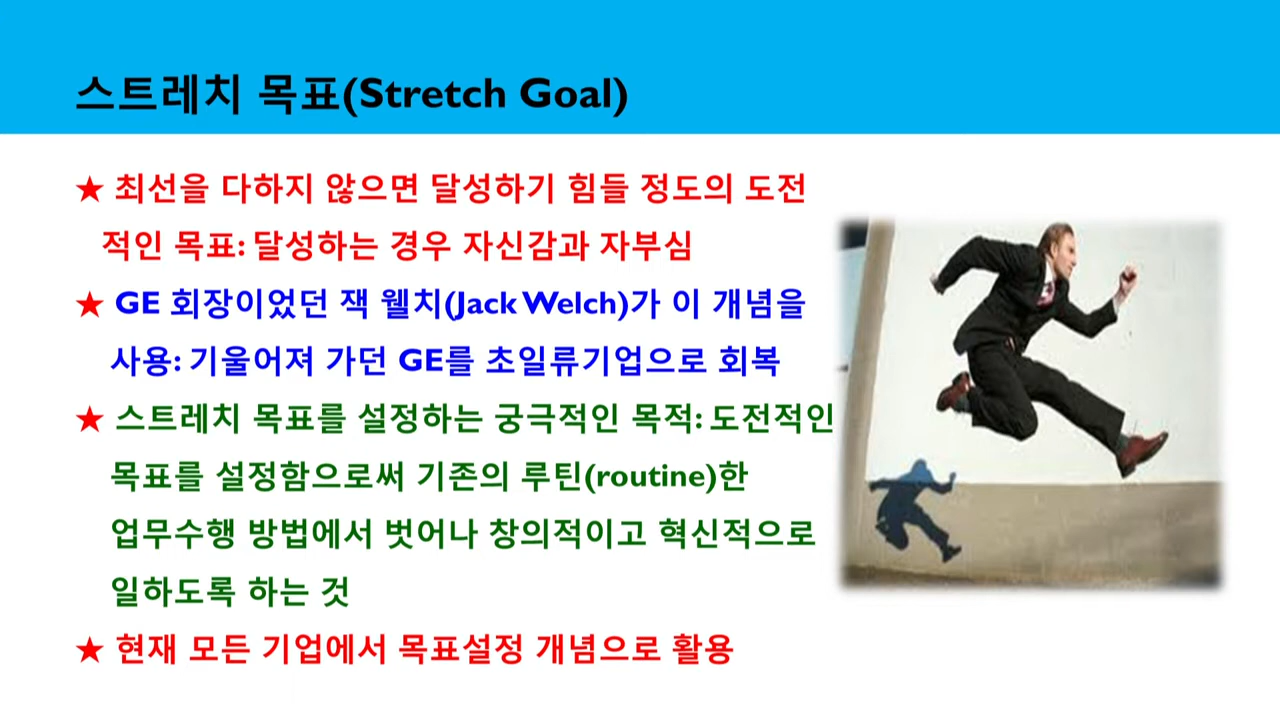 스트레치 목표(Stretch Goal)
★ 최선을 다하지 않으면 달성하기 힘들 정도의 도전
적인 목표: 달성하는 경우 자신감과 자부심
★ GE 회장이었던 잭 웰치(Jack Welch)가 이 개념을
사용: 기울어져 가던 GE를 초일류기업으로 회복
★ 스트레치 목표를 설정하는 궁극적인 목적: 도전적인
목표를 설정함으로써 기존의 루틴(routine)한
업무수행 방법에서 벗어나 창의적이고 혁신적으로
일하도록 하는 것
★ 현재 모든 기업에서 목표설정 개념으로 활용